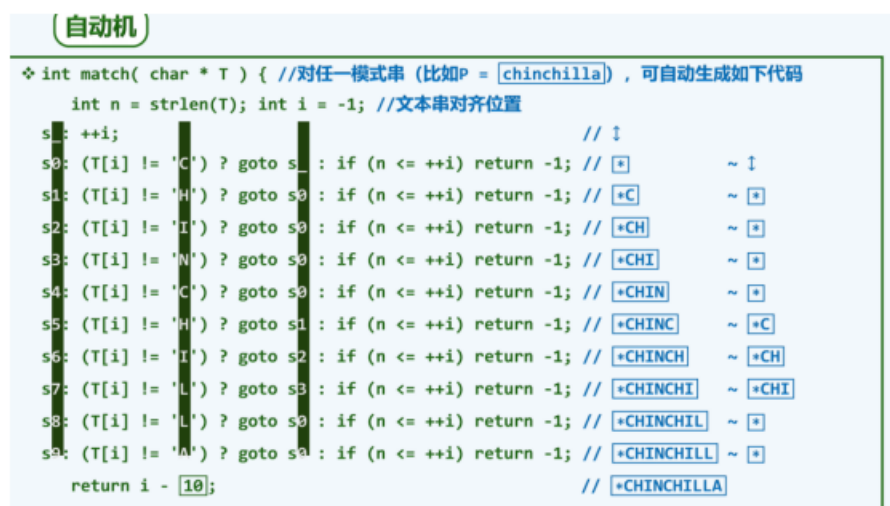 自动机
❖ int match( char * T ) { //对任一模式串（比如P = chinchilla），可自动生成如下代码
int n = strlen(T); int i = -1; //文本串对齐位置
s_: ++i; // ↕
s0: (T[i] != 'C') ? goto s_ : if (n <= ++i) return -1; // * ~ ↕
s1: (T[i] != 'H') ? goto s0 : if (n <= ++i) return -1; // *C ~ *
s2: (T[i] != 'I') ? goto s0 : if (n <= ++i) return -1; // *CH ~ *
s3: (T[i] != 'N') ? goto s0 : if (n <= ++i) return -1; // *CHI ~ *
s4: (T[i] != 'C') ? goto s0 : if (n <= ++i) return -1; // *CHIN ~ *
s5: (T[i] != 'H') ? goto s1 : if (n <= ++i) return -1; // *CHINC ~ *C
s6: (T[i] != 'I') ? goto s2 : if (n <= ++i) return -1; // *CHINCH ~ *CH
s7: (T[i] != 'L') ? goto s3 : if (n <= ++i) return -1; // *CHINCHI ~ *CHI
s8: (T[i] != 'L') ? goto s0 : if (n <= ++i) return -1; // *CHINCHIL ~ *
s9: (T[i] != 'A') ? goto s0 : if (n <= ++i) return -1; // *CHINCHILL ~ *
return i - 10; // *CHINCHILLA